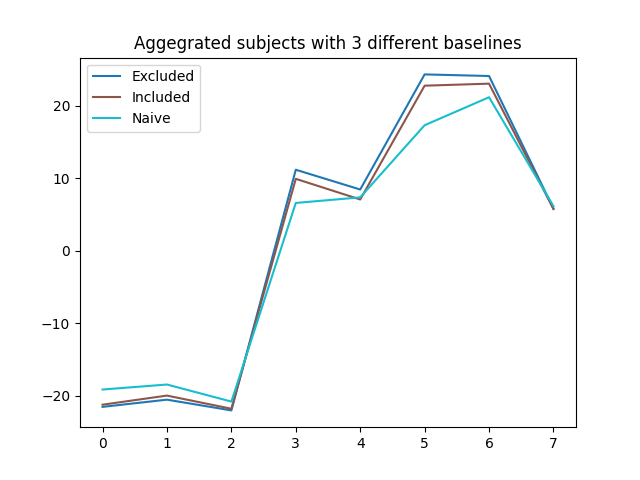 Aggegrated subjects with 3 different baselines
Excluded
Included
Naive
20
10
0
−10
−20
0 1 2 3 4 5 6 7